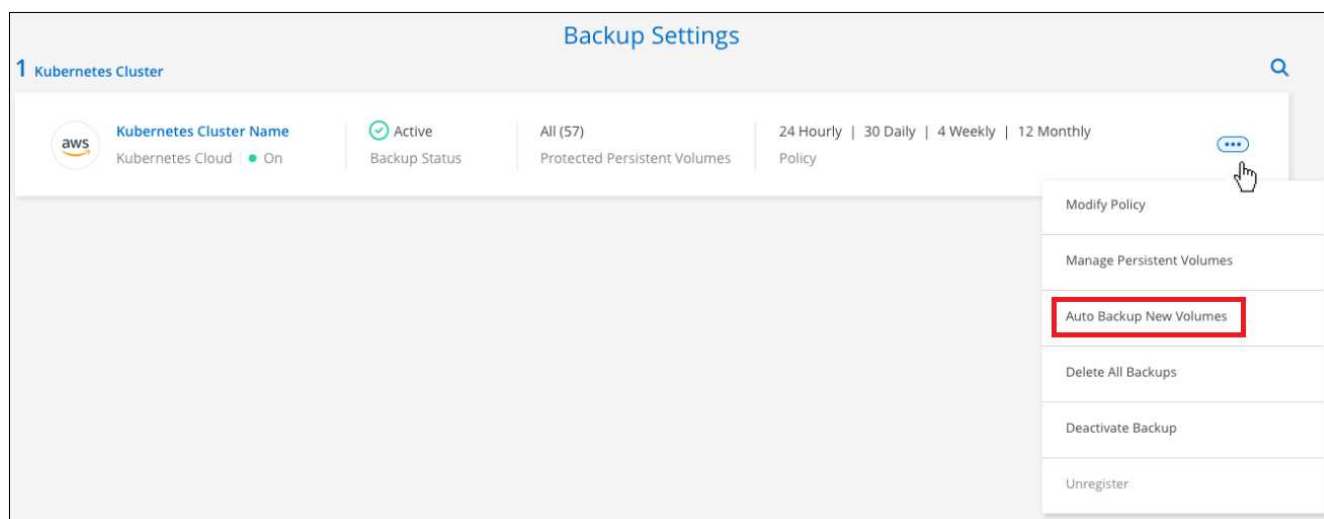 Backup Settings
1 Kubernetes Cluster
aws
Kubernetes Cluster Name
Kubernetes Cloud
On
Active
Backup Status
All (57)
Protected Persistent Volumes
24 Hourly | 30 Daily | 4 Weekly | 12 Monthly
Policy
Modify Policy
Manage Persistent Volumes
Auto Backup New Volumes
Delete All Backups
Deactivate Backup
Unregister